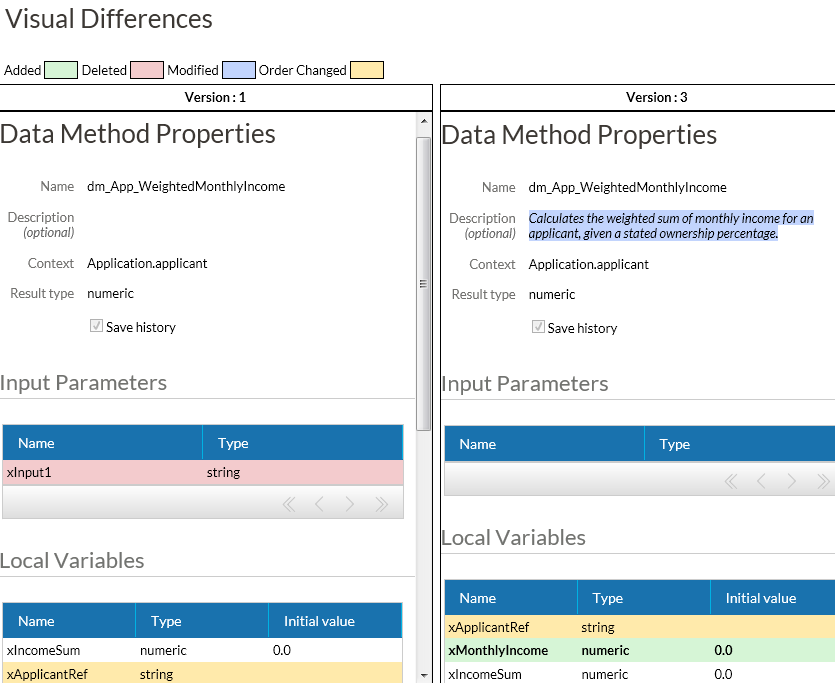 Visual Differences
Added Deleted Modified Order Changed
Version : 1
Data Method Properties
Name dm_App_WeightedMonthlyIncome
Description
(optional)
Context Application.applicant
Result type numeric
Save history
Input Parameters
Name Type
xInput1 string
Local Variables
Name Type Initial value
xIncomeSum numeric 0.0
xApplicantRef string
Version : 3
Data Method Properties
Name dm_App_WeightedMonthlyIncome
Description Calculates the weighted sum of monthly income for an
(optional) applicant, given a stated ownership percentage.
Context Application.applicant
Result type numeric
Save history
Input Parameters
Name Type
Local Variables
Name Type Initial value
xApplicantRef string
xMonthlyIncome numeric 0.0
xIncomeSum numeric 0.0